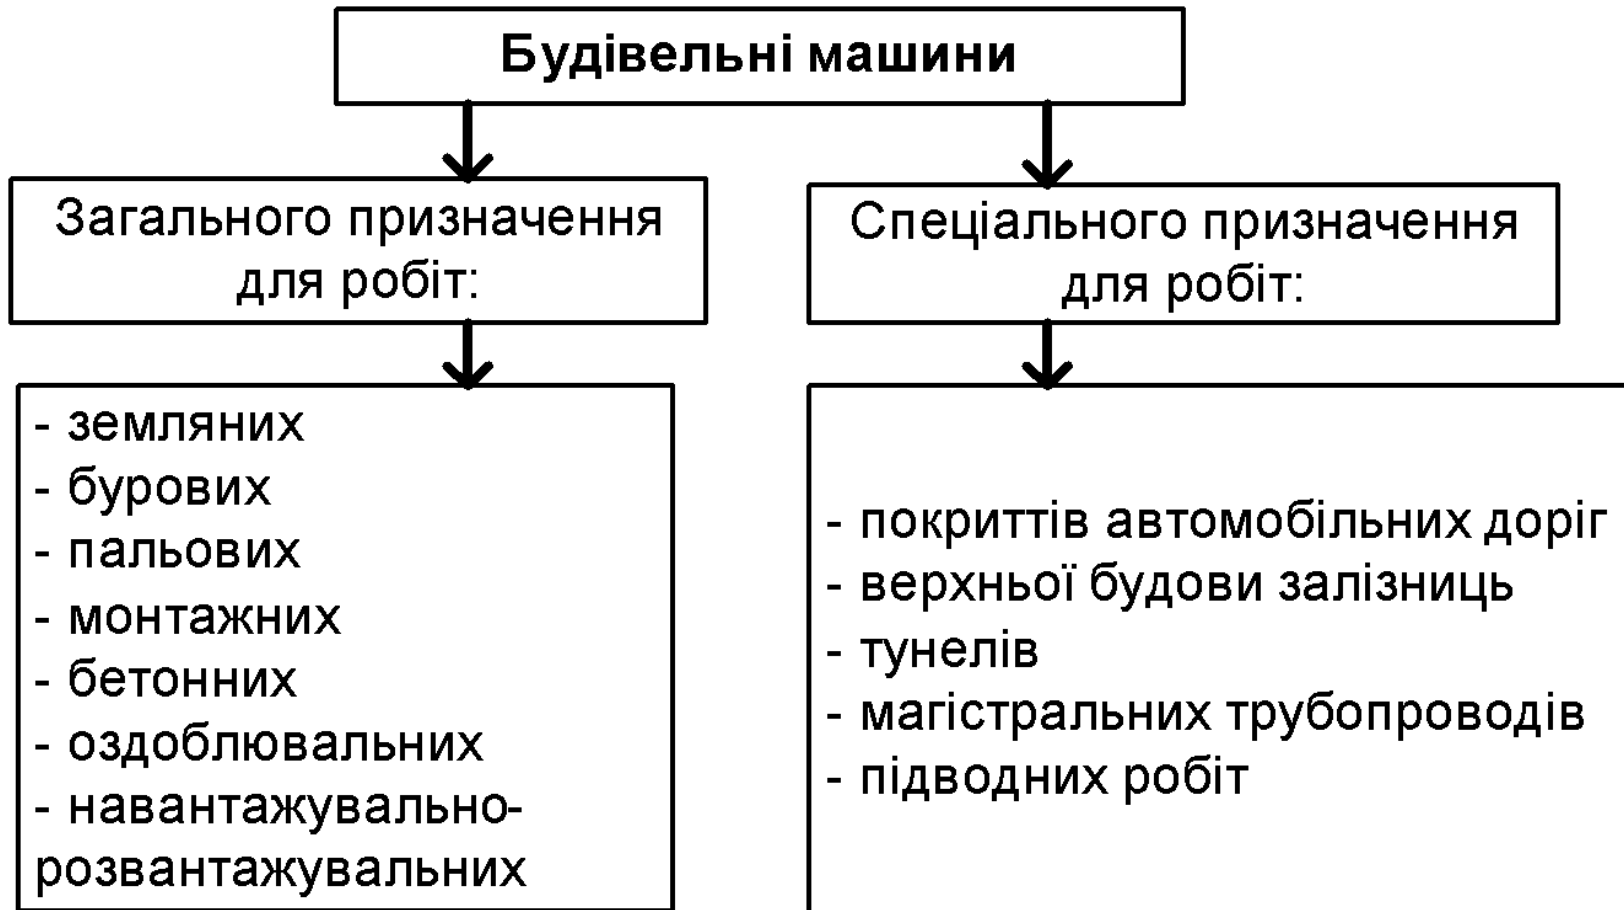 Будівельні машини
Загального призначення
для робіт:
Спеціального призначення
для робіт:
- земляних
- бурових
- пальових
- монтажних
- бетонних
- оздоблювальних
- навантажувально-
розвантажувальних
- покриттів автомобільних доріг
- верхньої будови залізниць
- тунелів
- магістральних трубопроводів
- підводних робіт